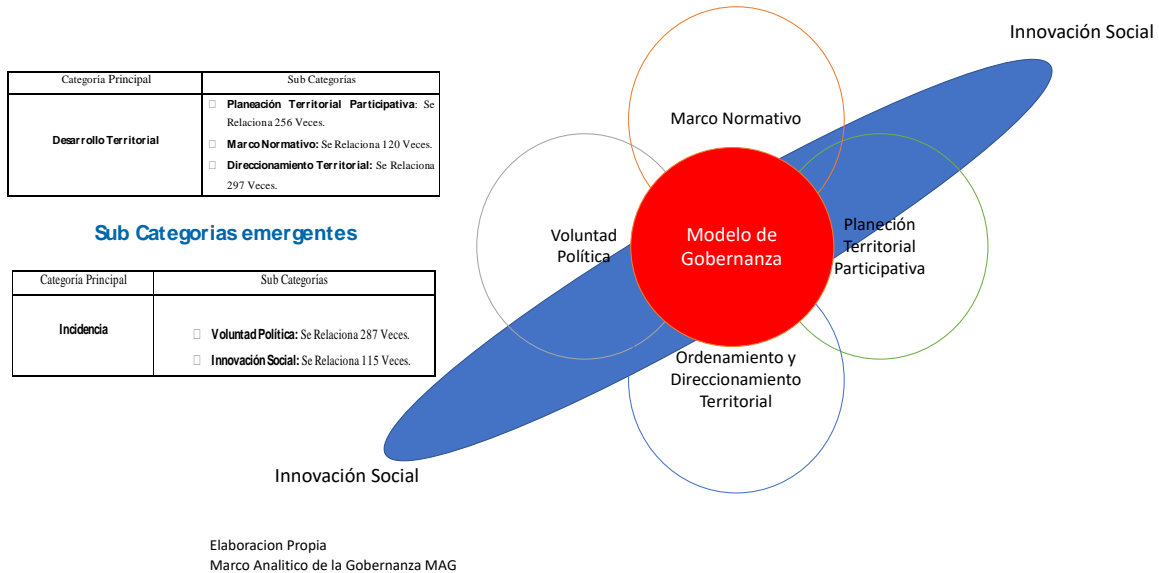 Innovación Social
Categoría Principal
Sub Categorías
Desarrollo Territorial
Planeación Territorial Participativa: Se
Relaciona 256 Veces.
Marco Normativo: Se Relaciona 120 Veces.
Direccionamiento Territorial: Se Relaciona
297 Veces.
Sub Categorias emergentes
Categoría Principal
Sub Categorías
Incidencia
Voluntad Política: Se Relaciona 287 Veces.
Innovación Social: Se Relaciona 115 Veces.
Marco Normativo
Voluntad
Política
Modelo de
Gobernanza
Planeción
Territorial
Participativa
Ordenamiento y
Direccionamiento
Territorial
Innovación Social
Elaboracion Propia
Marco Analitico de la Gobernanza MAG